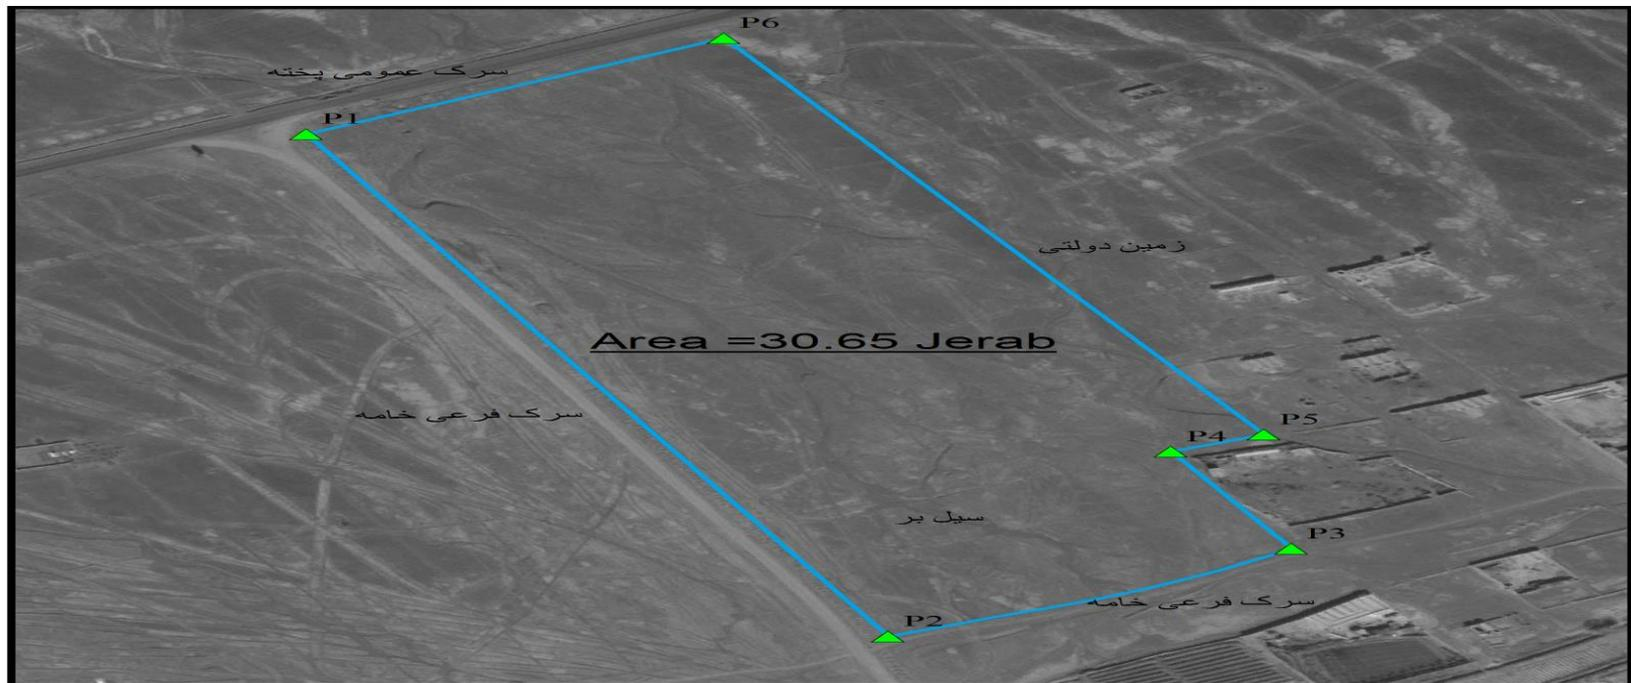 P6
سرک عمومی پخته
P1
زمین دولتی
Area =30.65 Jerab
سرک فرعی خامه
P5
P4
سیل بر
P3
سرک فرعی خامه
P2